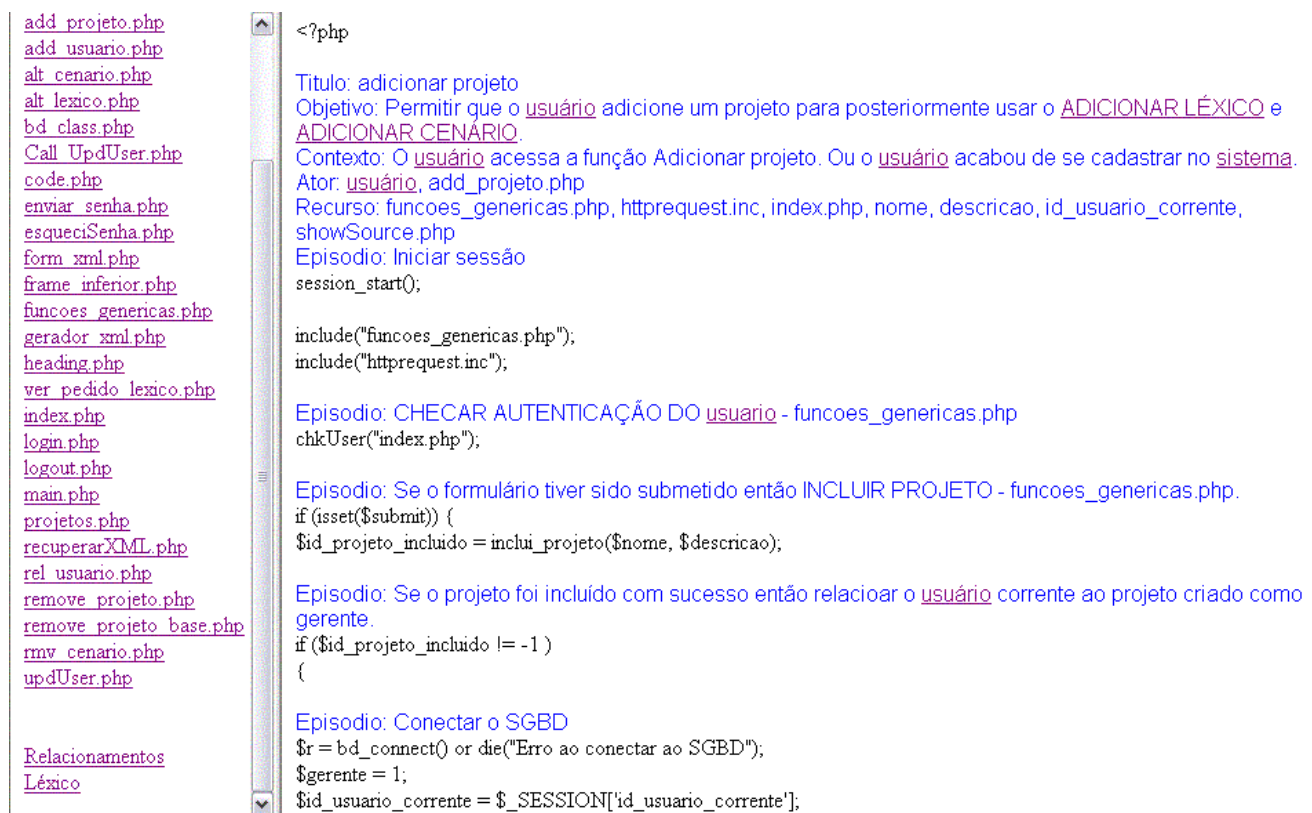 add_projeto.php
add_usuario.php
alt_cenario.php
alt_lexico.php
bd_class.php
Call_UpdUser.php
code.php
enviar_senha.php
esqueciSenha.php
form_xml.php
frame_inferior.php
funcoes_genericas.php
gerador_xml.php
heading.php
ver_pedido_lexico.php
index.php
login.php
logout.php
main.php
projetos.php
recuperarXML.php
rel_usuario.php
remove_projeto.php
remove_projeto_base.php
rmv_cenario.php
updUser.php
Relacionamentos
Léxico
<?php
Titulo: adicionar projeto
Objetivo: Permitir que o usuário adicione um projeto para posteriormente usar o ADICIONAR LÉXICO e
ADICIONAR CENÁRIO.
Contexto: O usuário acessa a função Adicionar projeto. Ou o usuário acabou de se cadastrar no sistema.
Ator: usuário, add_projeto.php
Recurso: funcoes_genericas.php, httprequest.inc, index.php, nome, descricao, id_usuario_corrente,
showSource.php
Episodio: Iniciar sessão
session_start();
include("funcoes_genericas.php");
include("httprequest.inc");
Episodio: CHECAR AUTENTICAÇÃO DO usuario - funcoes_genericas.php
chkUser("index.php");
Episodio: Se o formulário tiver sido submetido então INCLUIR PROJETO - funcoes_genericas.php.
if (isset($submit)) {
$id_projeto_incluido = inclui_projeto($nome, $descricao);
Episodio: Se o projeto foi incluído com sucesso então relacioar o usuário corrente ao projeto criado como
gerente.
if ($id_projeto_incluido != -1 )
{
Episodio: Conectar o SGBD
$r = bd_connect() or die("Erro ao conectar ao SGBD");
$gerente = 1;
$id_usuario_corrente = $_SESSION['id_usuario_corrente'];